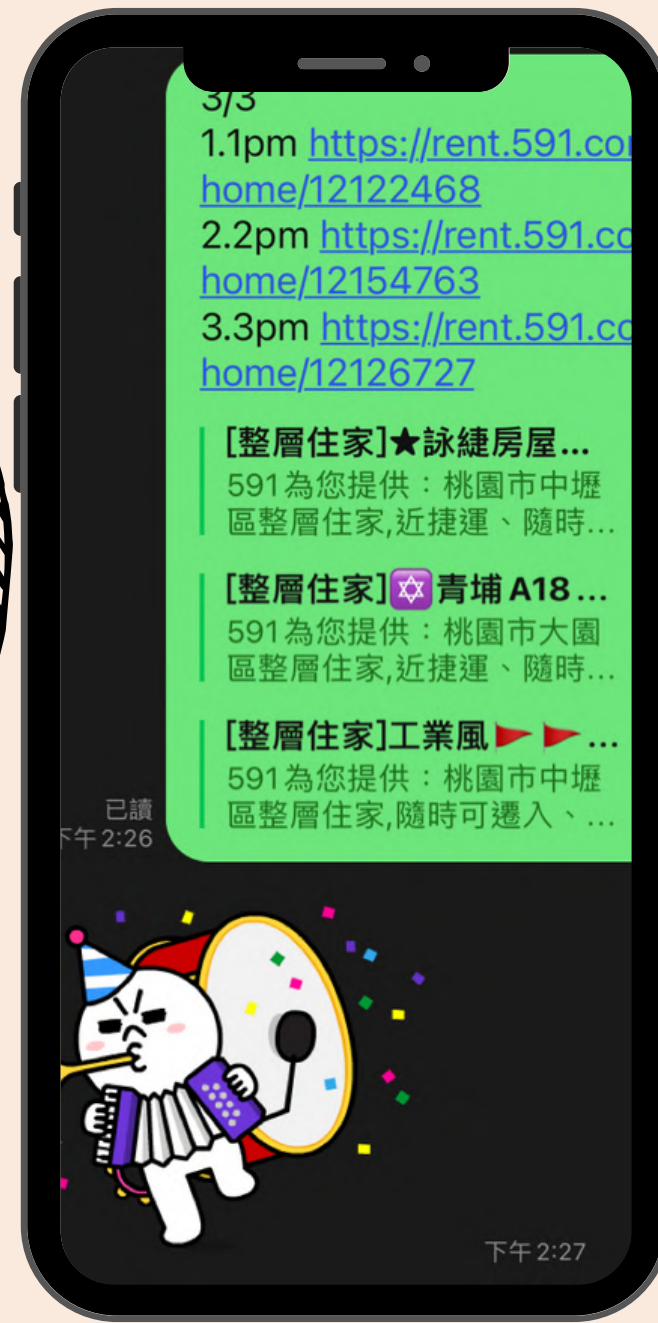 3/3
1.1pm https://rent.591.co
home/12122468
2.2pm https://rent.591.co
home/12154763
3.3pm https://rent.591.co
home/12126727
[整層住家]★詠緁房屋...
591為您提供：桃園市中壢
區整層住家,近捷運、隨時...
[整層住家]🔯青埔A18...
591為您提供：桃園市大園
區整層住家,近捷運、隨時...
[整層住家]工業風🚩🚩...
591為您提供：桃園市中壢
區整層住家,隨時可遷入、...
已讀
下午2:26
下午2:27